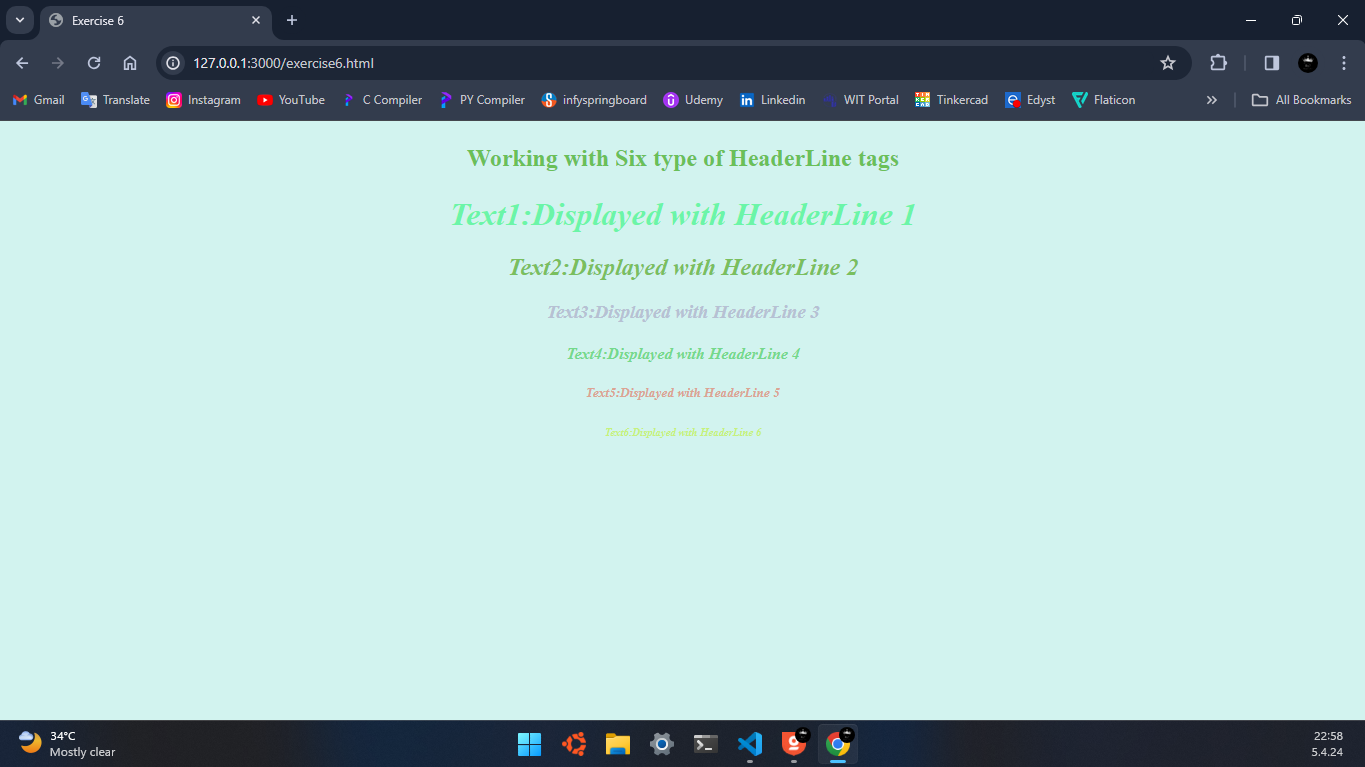 Exercise 6
127.0.0.1:3000/exercise6.html
Gmail Translate Instagram YouTube C Compiler PY Compiler infyspringboard Udemy Linkedin WIT Portal Tinkercad Edyst Flaticon » All Bookmarks
Working with Six type of HeaderLine tags
Text1:Displayed with HeaderLine 1
Text2:Displayed with HeaderLine 2
Text3:Displayed with HeaderLine 3
Text4:Displayed with HeaderLine 4
Text5:Displayed with HeaderLine 5
Text6:Displayed with HeaderLine 6
34°C
Mostly clear
22:58
5.4.24